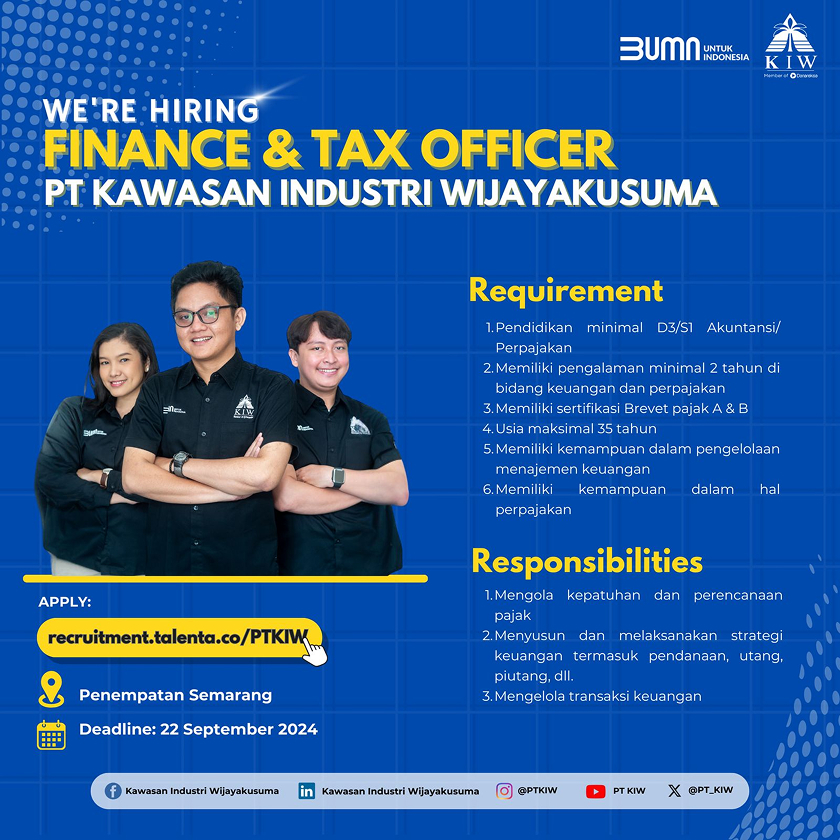 BUMN UNTUK
INDONESIA
KIW
Member of Danareksa
WE'RE HIRING
FINANCE & TAX OFFICER
PT KAWASAN INDUSTRI WIJAYAKUSUMA
KIW
Requirement
1. Pendidikan minimal D3/S1 Akuntansi/
Perpajakan
2. Memiliki pengalaman minimal 2 tahun di
bidang keuangan dan perpajakan
3. Memiliki sertifikasi Brevet pajak A & B
4. Usia maksimal 35 tahun
5. Memiliki kemampuan dalam pengelolaan
menajemen keuangan
6. Memiliki kemampuan dalam hal
perpajakan
Responsibilities
1. Mengola kepatuhan dan perencanaan
pajak
2. Menyusun dan melaksanakan strategi
keuangan termasuk pendanaan, utang,
piutang, dll.
3. Mengelola transaksi keuangan
APPLY:
recruitment.talenta.co/PTKIW
Penempatan Semarang
Deadline: 22 September 2024
Kawasan Industri Wijayakusuma
Kawasan Industri Wijayakusuma
@PTKIW
PT KIW
@PT_KIW